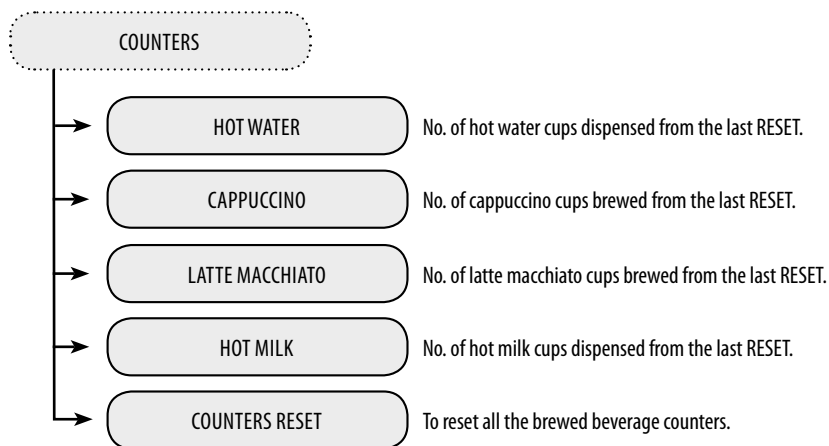 COUNTERS
HOT WATER No. of hot water cups dispensed from the last RESET.
CAPPUCCINO No. of cappuccino cups brewed from the last RESET.
LATTE MACCHIATO No. of latte macchiato cups brewed from the last RESET.
HOT MILK No. of hot milk cups dispensed from the last RESET.
COUNTERS RESET To reset all the brewed beverage counters.